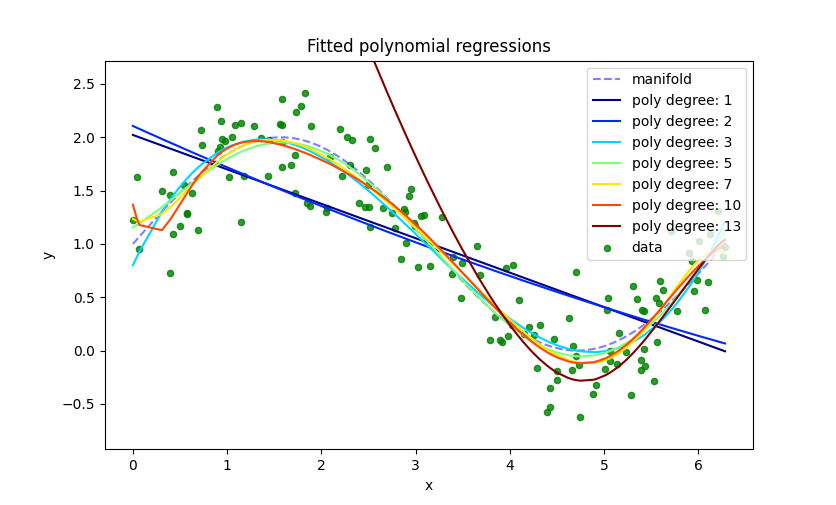 Fitted polynomial regressions
2.5
2.0
1.5
1.0
0.5
0.0
−0.5
y
0 1 2 3 4 5 6
x
manifold
poly degree: 1
poly degree: 2
poly degree: 3
poly degree: 5
poly degree: 7
poly degree: 10
poly degree: 13
data